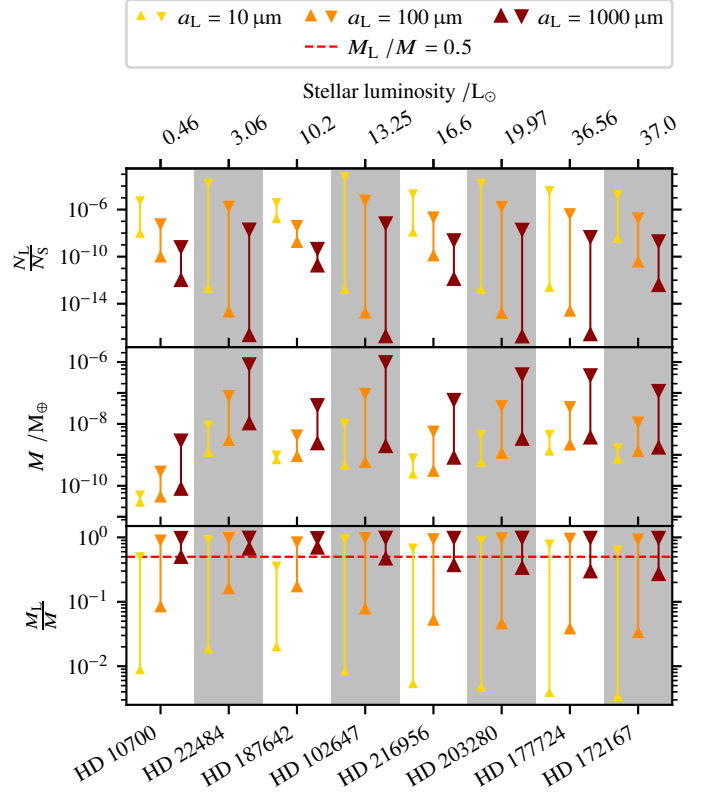 a_L = 10 μm a_L = 100 μm a_L = 1000 μm
M_L / M = 0.5
Stellar luminosity /L_⊙
0.46 3.06 10.2 13.25 16.6 19.97 36.56 37.0
N_L/N_S
10^−6
10^−10
10^−14
M /M_⊕
10^−6
10^−8
10^−10
M_L/M
10^0
10^−1
10^−2
HD 10700 HD 22484 HD 187642 HD 102647 HD 216956 HD 203280 HD 177724 HD 172167